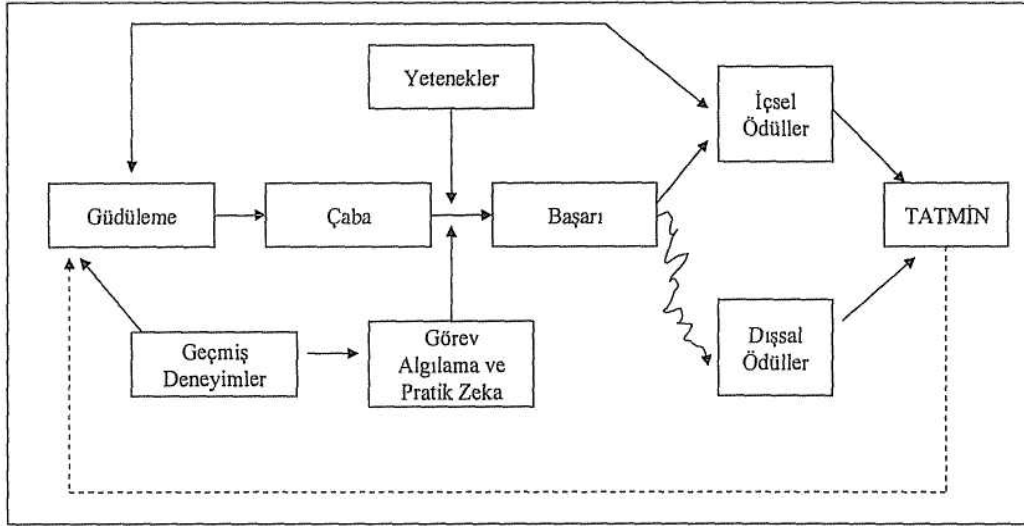 Yetenekler
İçsel
Ödüller
Güdüleme
Çaba
Başarı
TATMİN
Geçmiş
Deneyimler
Görev
Algılama ve
Pratik Zeka
Dışsal
Ödüller